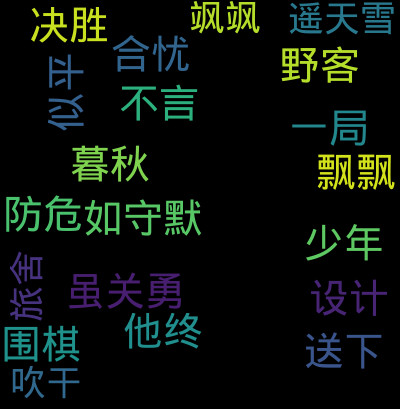 飒飒
遥天雪
决胜
合忧
野客
似乎
不言
一局
暮秋
飘飘
防危
如守默
少年
旅舍
虽关勇
设计
他终
围棋
送下
吹干